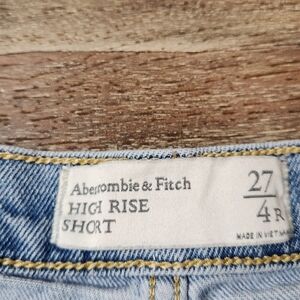 Abercrombie & Fitch
HIGH RISE
SHORT
27
4R
MADE IN VIETNAM